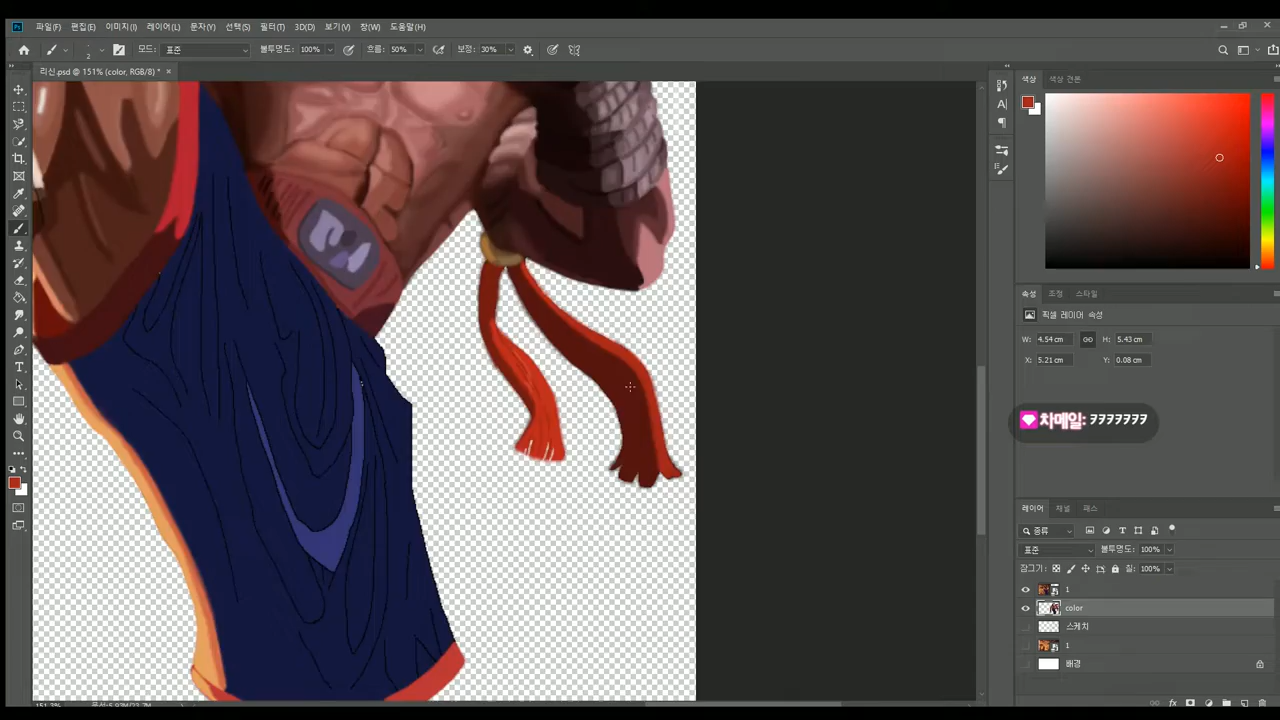 Ps 파일(F) 편집(E) 이미지(I) 레이어(L) 문자(Y) 선택(S) 필터(T) 3D(D) 보기(V) 창(W) 도움말(H)
2 모드: 표준 불투명도: 100% 흐름: 50% 보정: 30%
리신.psd @ 151% (color, RGB/8) *
색상 색상 견본
속성 조정 스타일
픽셀 레이어 속성
W: 4.54 cm H: 5.43 cm
X: 5.21 cm Y: 0.08 cm
차메일: ㅋㅋㅋㅋㅋㅋㅋ
레이어 채널 패스
종류
표준 불투명도: 100%
잠그기: 칠: 100%
1
color
스케치
1
배경